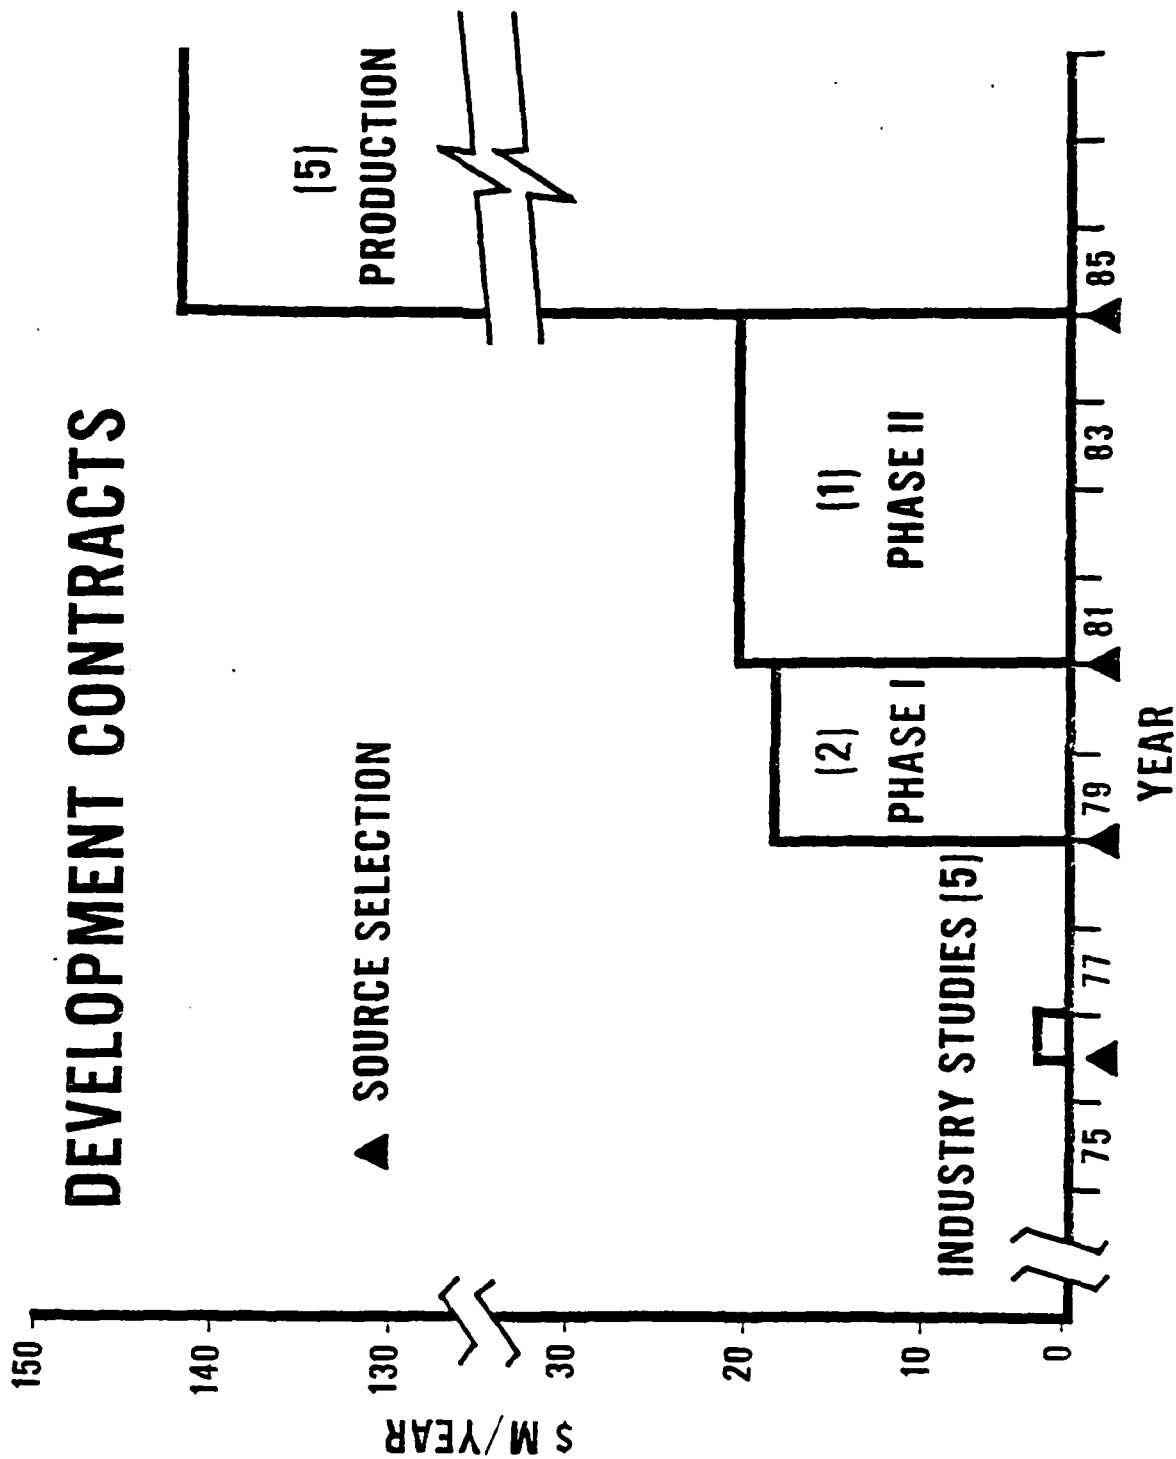 DEVELOPMENT CONTRACTS
▲ SOURCE SELECTION
$ M/YEAR
150
140
130
30
20
10
0
INDUSTRY STUDIES (5)
(2)
PHASE I
(1)
PHASE II
(5)
PRODUCTION
75
77
79
81
83
85
YEAR